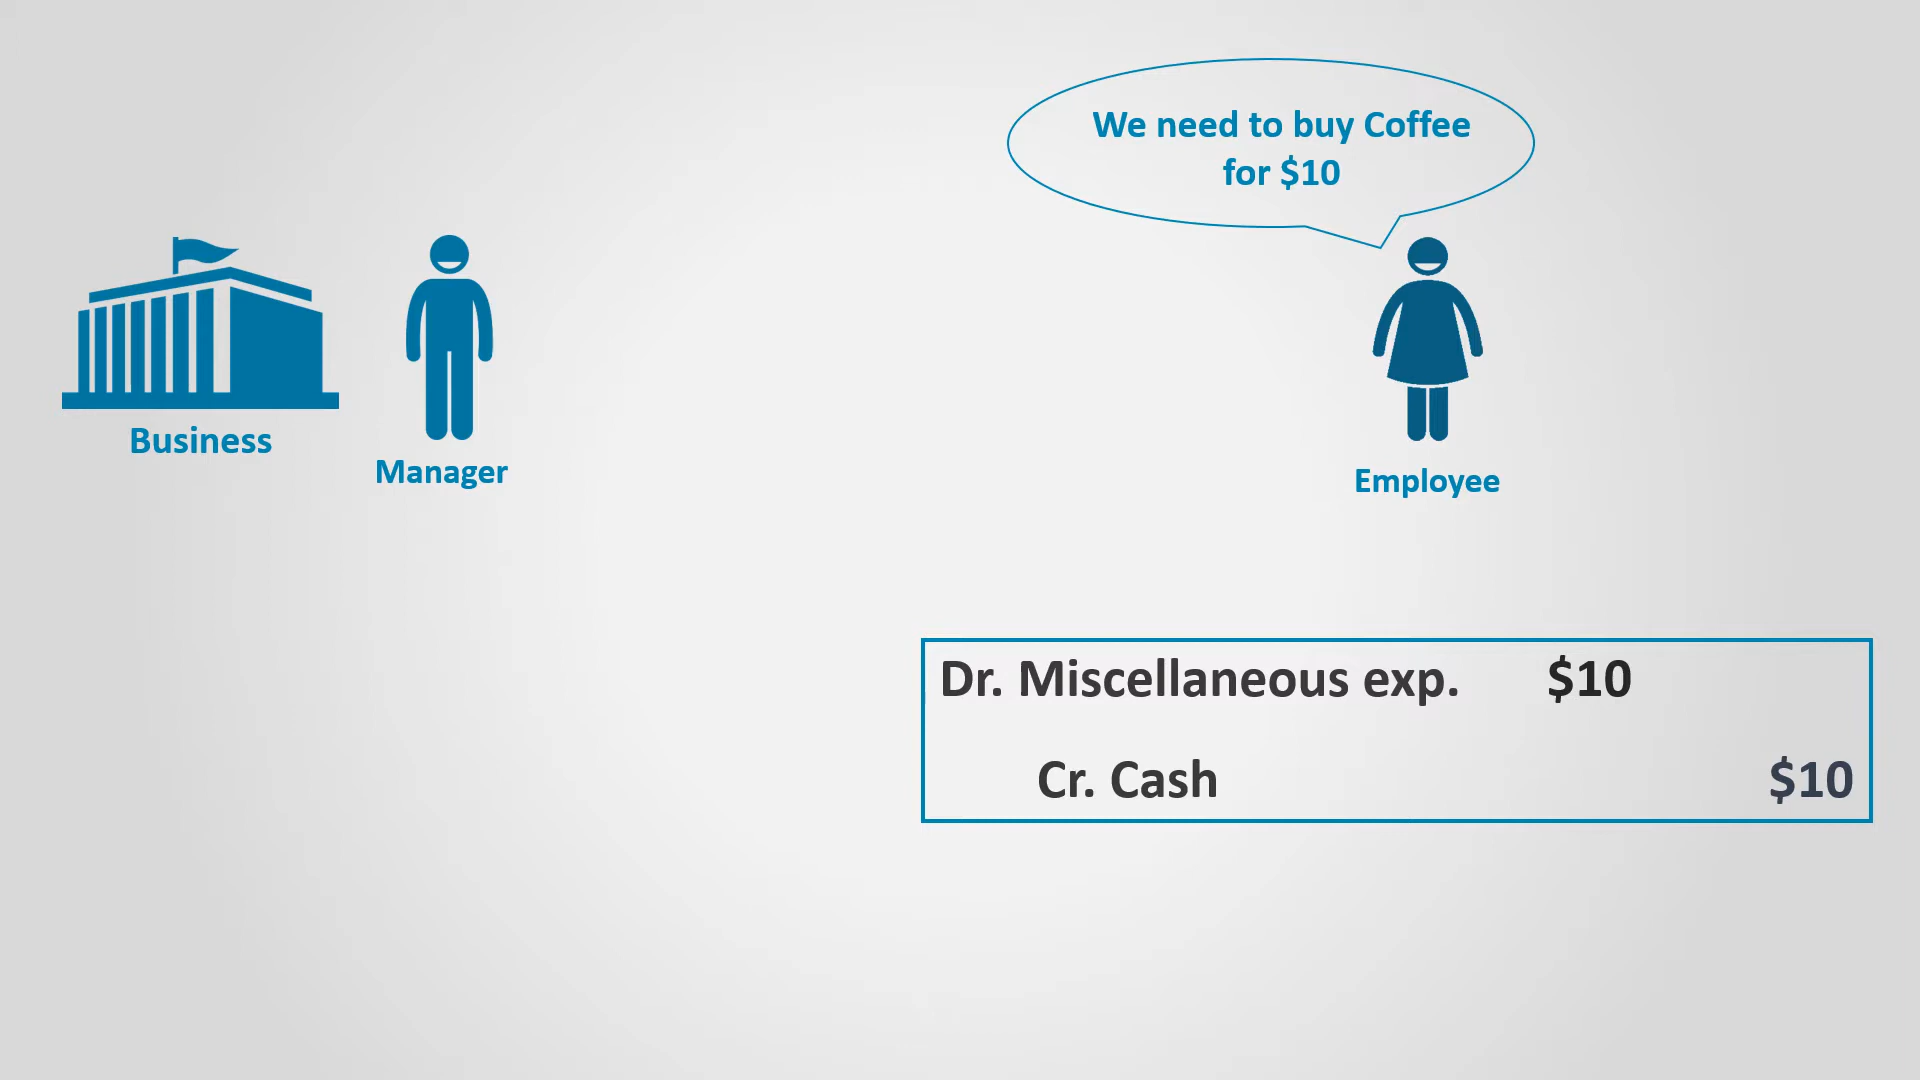 We need to buy Coffee
for $10
Business
Manager
Employee
Dr. Miscellaneous exp. $10
Cr. Cash $10